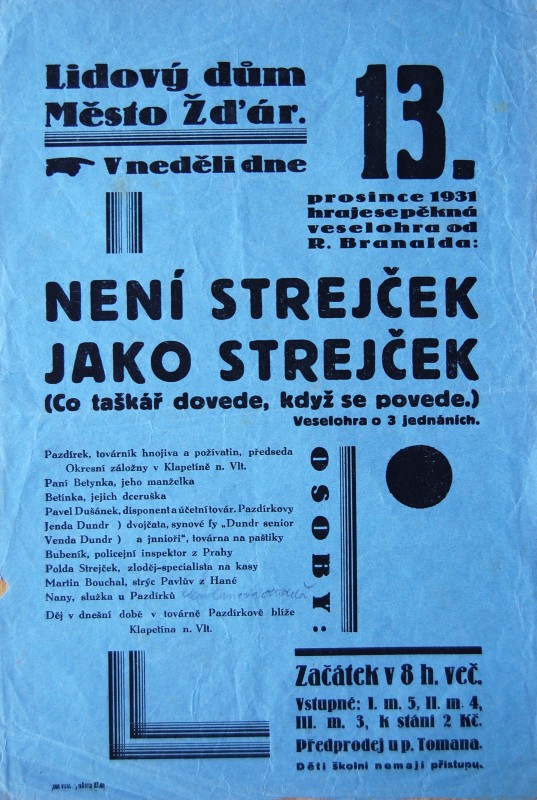 Lidový dům
Město Žďár.
V neděli dne
13.
prosince 1931
hraje se pěkná
veselohra od
R. Branalda:
NENÍ STREJČEK
JAKO STREJČEK
(Co taškář dovede, když se povede.)
Veselohra o 3 jednáních.
OSOBY:
Pazdírek, továrník hnojiva a poživatin, předseda
Okresní záložny v Klapetíně n. Vlt.
Paní Betynka, jeho manželka
Betinka, jejich dceruška
Pavel Dušánek, disponent a účetní továr. Pazdírkovy
Jenda Dundr ) dvojčata, synové fy „Dundr senior
Venda Dundr ) a jnnioři", továrna na paštiky
Bubeník, policejní inspektor z Prahy
Polda Strejček, zloděj-specialista na kasy
Martin Bouchal, strýc Pavlův z Hané
Nany, služka u Pazdírků
Děj v dnešní době v továrně Pazdírkově blíže
Klapetína n. Vlt.
Začátek v 8 h. več.
Vstupné: I. m. 5, II. m. 4,
III. m. 3, k stání 2 Kč.
Předprodej u p. Tomana.
Děti školní nemají přístupu.